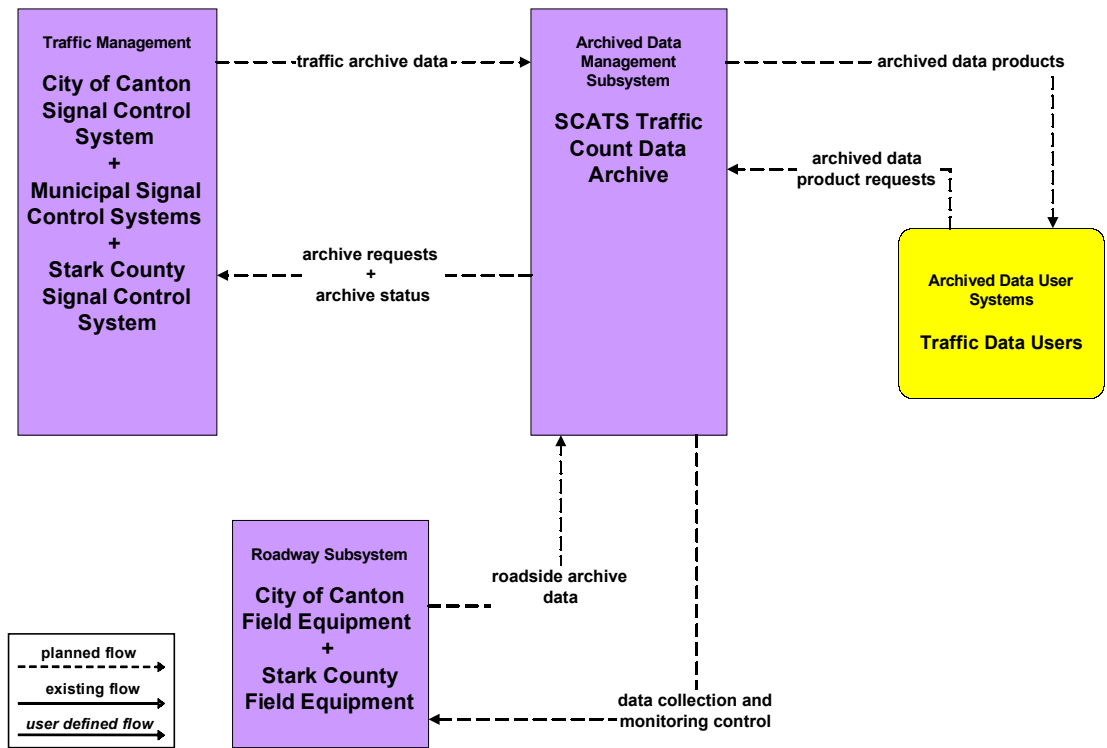 Traffic Management
City of Canton
Signal Control
System
+
Municipal Signal
Control Systems
+
Stark County
Signal Control
System
traffic archive data
archive requests
+
archive status
Archived Data
Management
Subsystem
SCATS Traffic
Count Data
Archive
archived data products
archived data
product requests
Archived Data User
Systems
Traffic Data Users
Roadway Subsystem
City of Canton
Field Equipment
+
Stark County
Field Equipment
roadside archive
data
data collection and
monitoring control
planned flow
existing flow
user defined flow